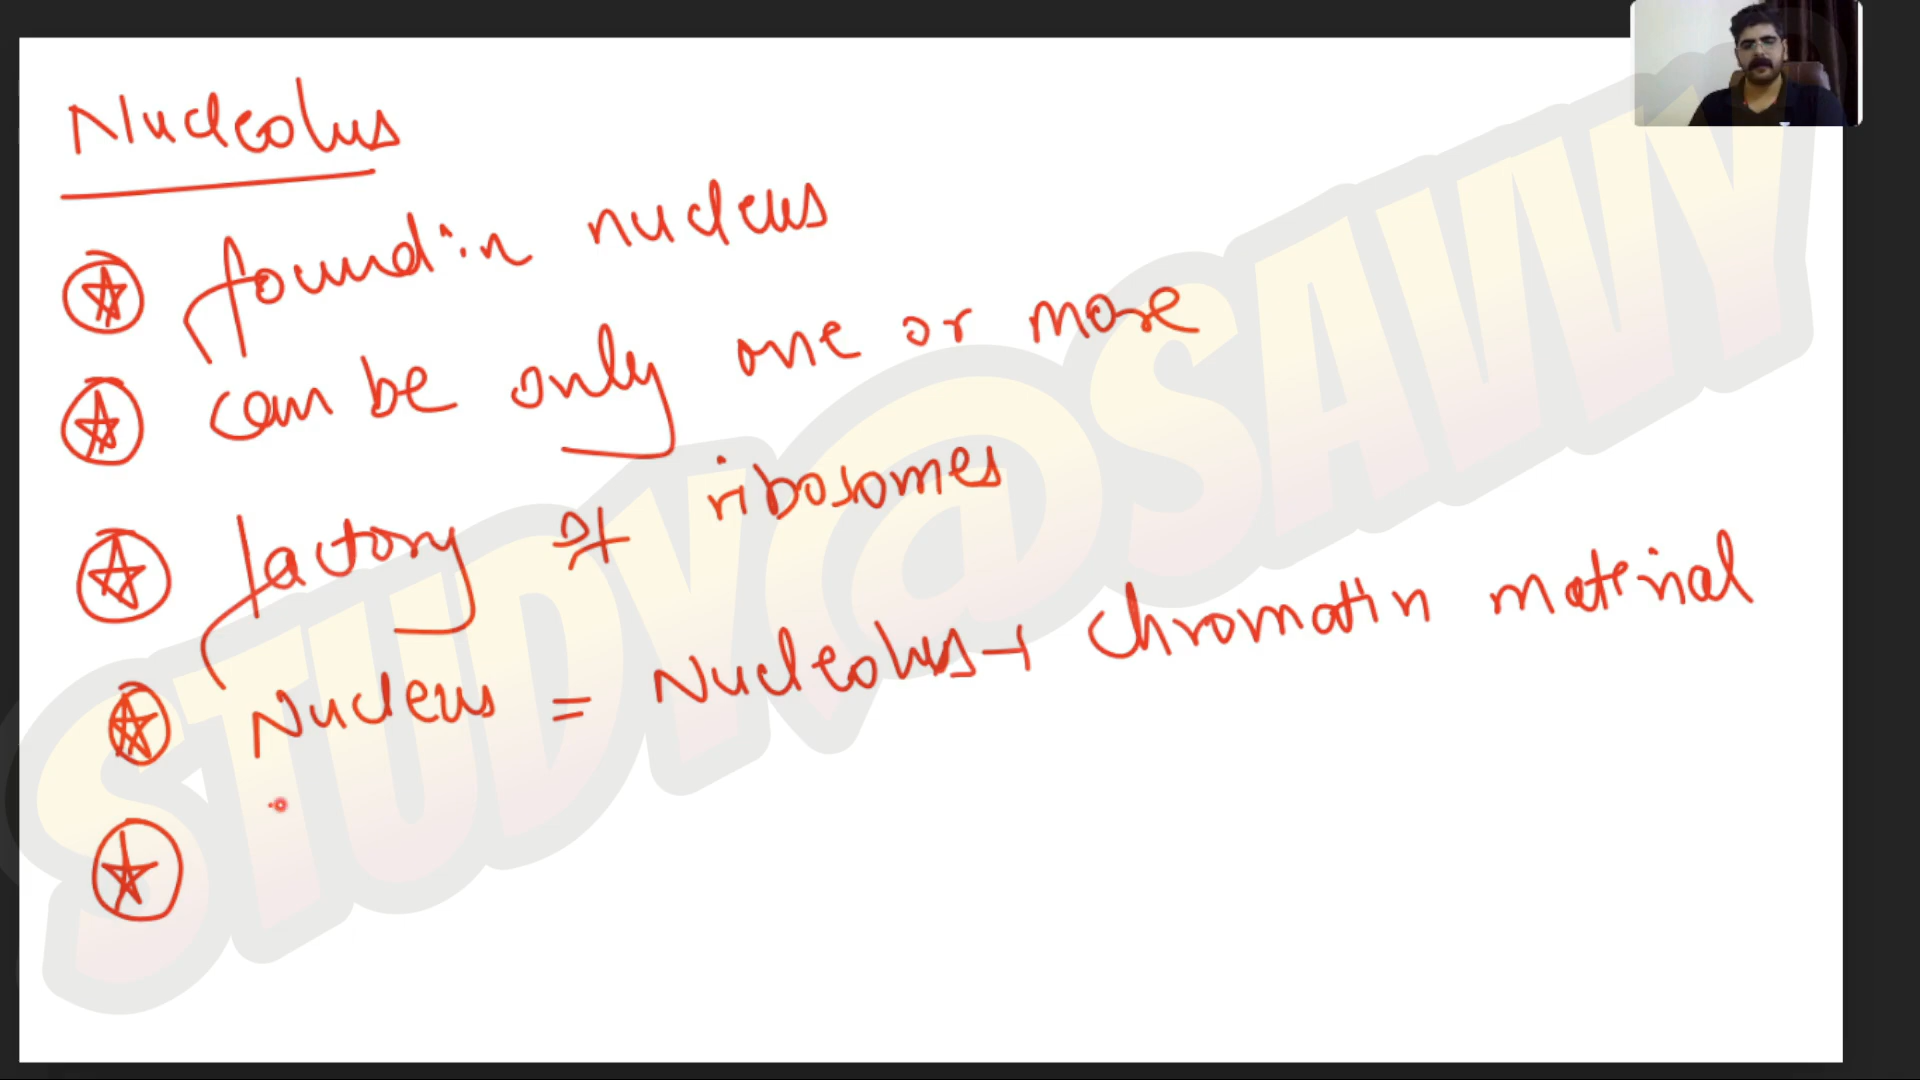 Nucleolus
found in nucleus
can be only one or more
factory of ribosomes
Nucleus = Nucleolus + chromatin material
STUDY@SAVVY